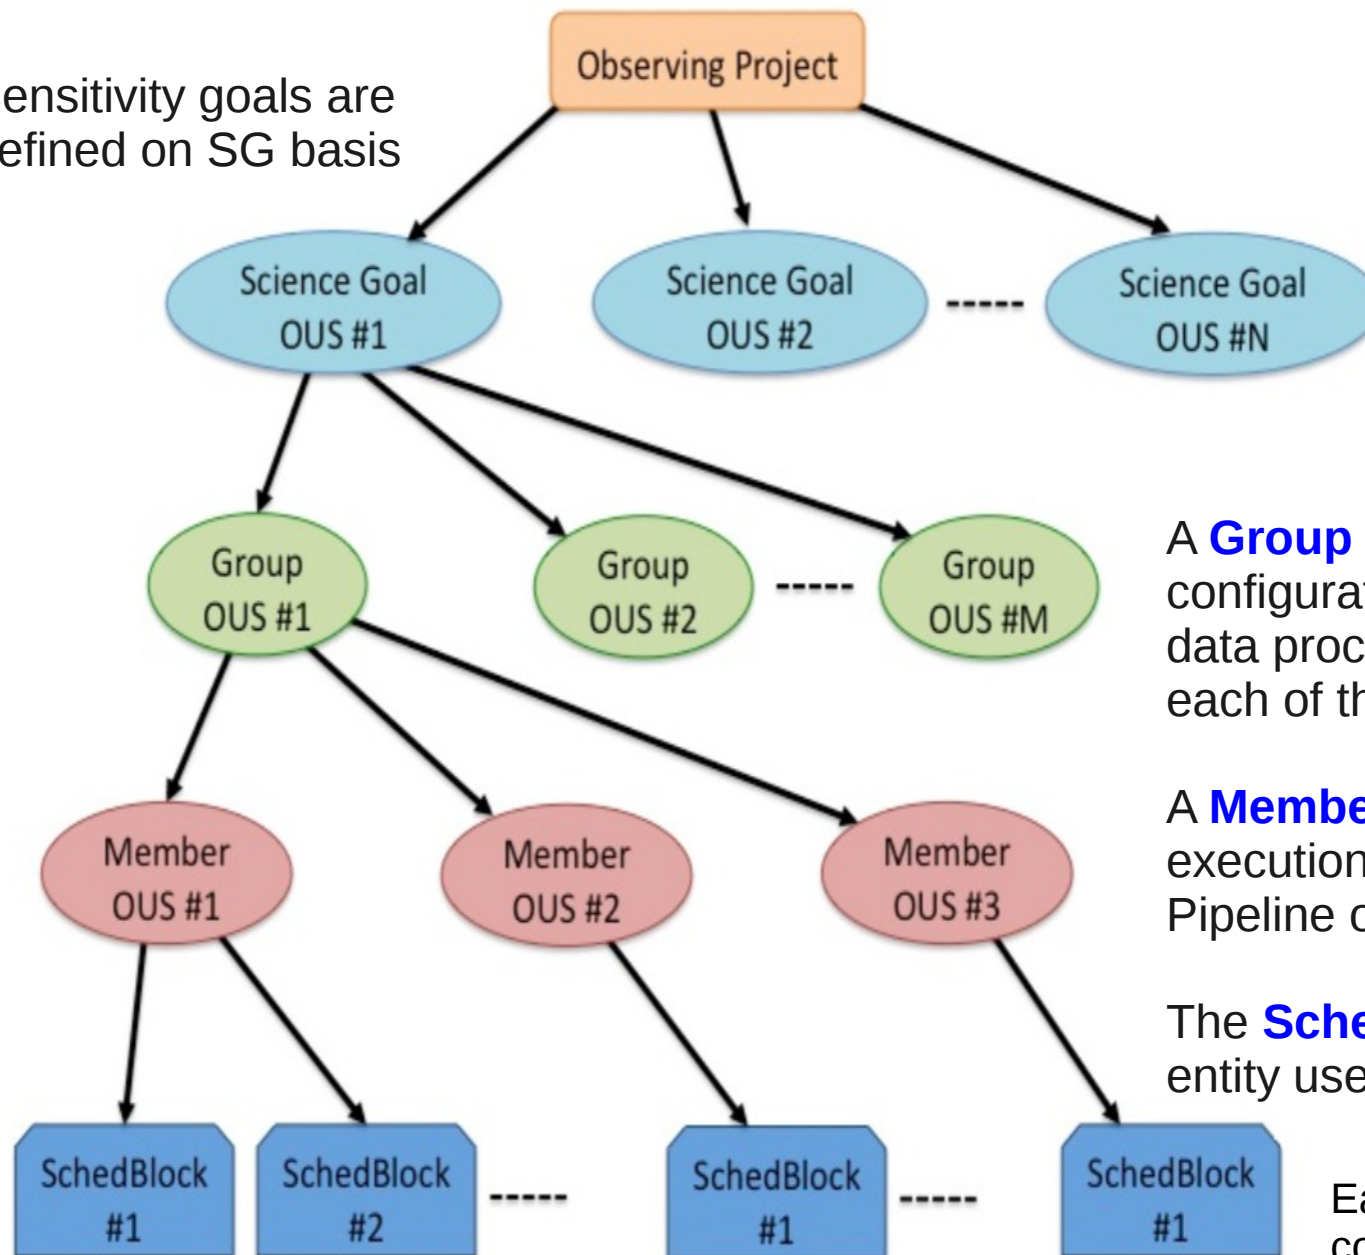 Observing Project
ensitivity goals are
efined on SG basis
Science Goal
OUS #1
Science Goal
OUS #2
-----
Science Goal
OUS #N
Group
OUS #1
Group
OUS #2
-----
Group
OUS #M
A Group
configurat
data proc
each of th
Member
OUS #1
Member
OUS #2
Member
OUS #3
A Membe
execution
Pipeline o
The Sche
entity use
SchedBlock
#1
SchedBlock
#2
-----
SchedBlock
#1
-----
SchedBlock
#1
Ea